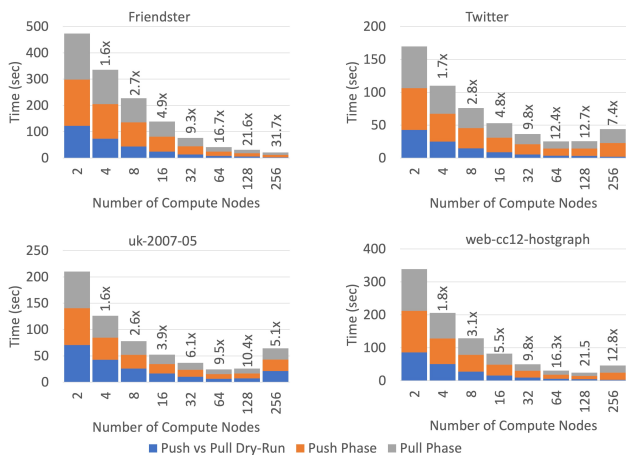 Friendster
Time (sec)
500
400
300
200
100
0
1.6x
2.7x
4.9x
9.3x
16.7x
21.6x
31.7x
2
4
8
16
32
64
128
256
Number of Compute Nodes
Twitter
Time (sec)
200
150
100
50
0
1.7x
2.8x
4.8x
9.8x
12.4x
12.7x
7.4x
2
4
8
16
32
64
128
256
Number of Compute Nodes
uk-2007-05
Time (sec)
250
200
150
100
50
0
1.6x
2.6x
3.9x
6.1x
9.5x
10.4x
5.1x
2
4
8
16
32
64
128
256
Number of Compute Nodes
web-cc12-hostgraph
Time (sec)
400
300
200
100
0
1.8x
3.1x
5.5x
9.8x
16.3x
21.5
12.8x
2
4
8
16
32
64
128
256
Number of Compute Nodes
Push vs Pull Dry-Run
Push Phase
Pull Phase